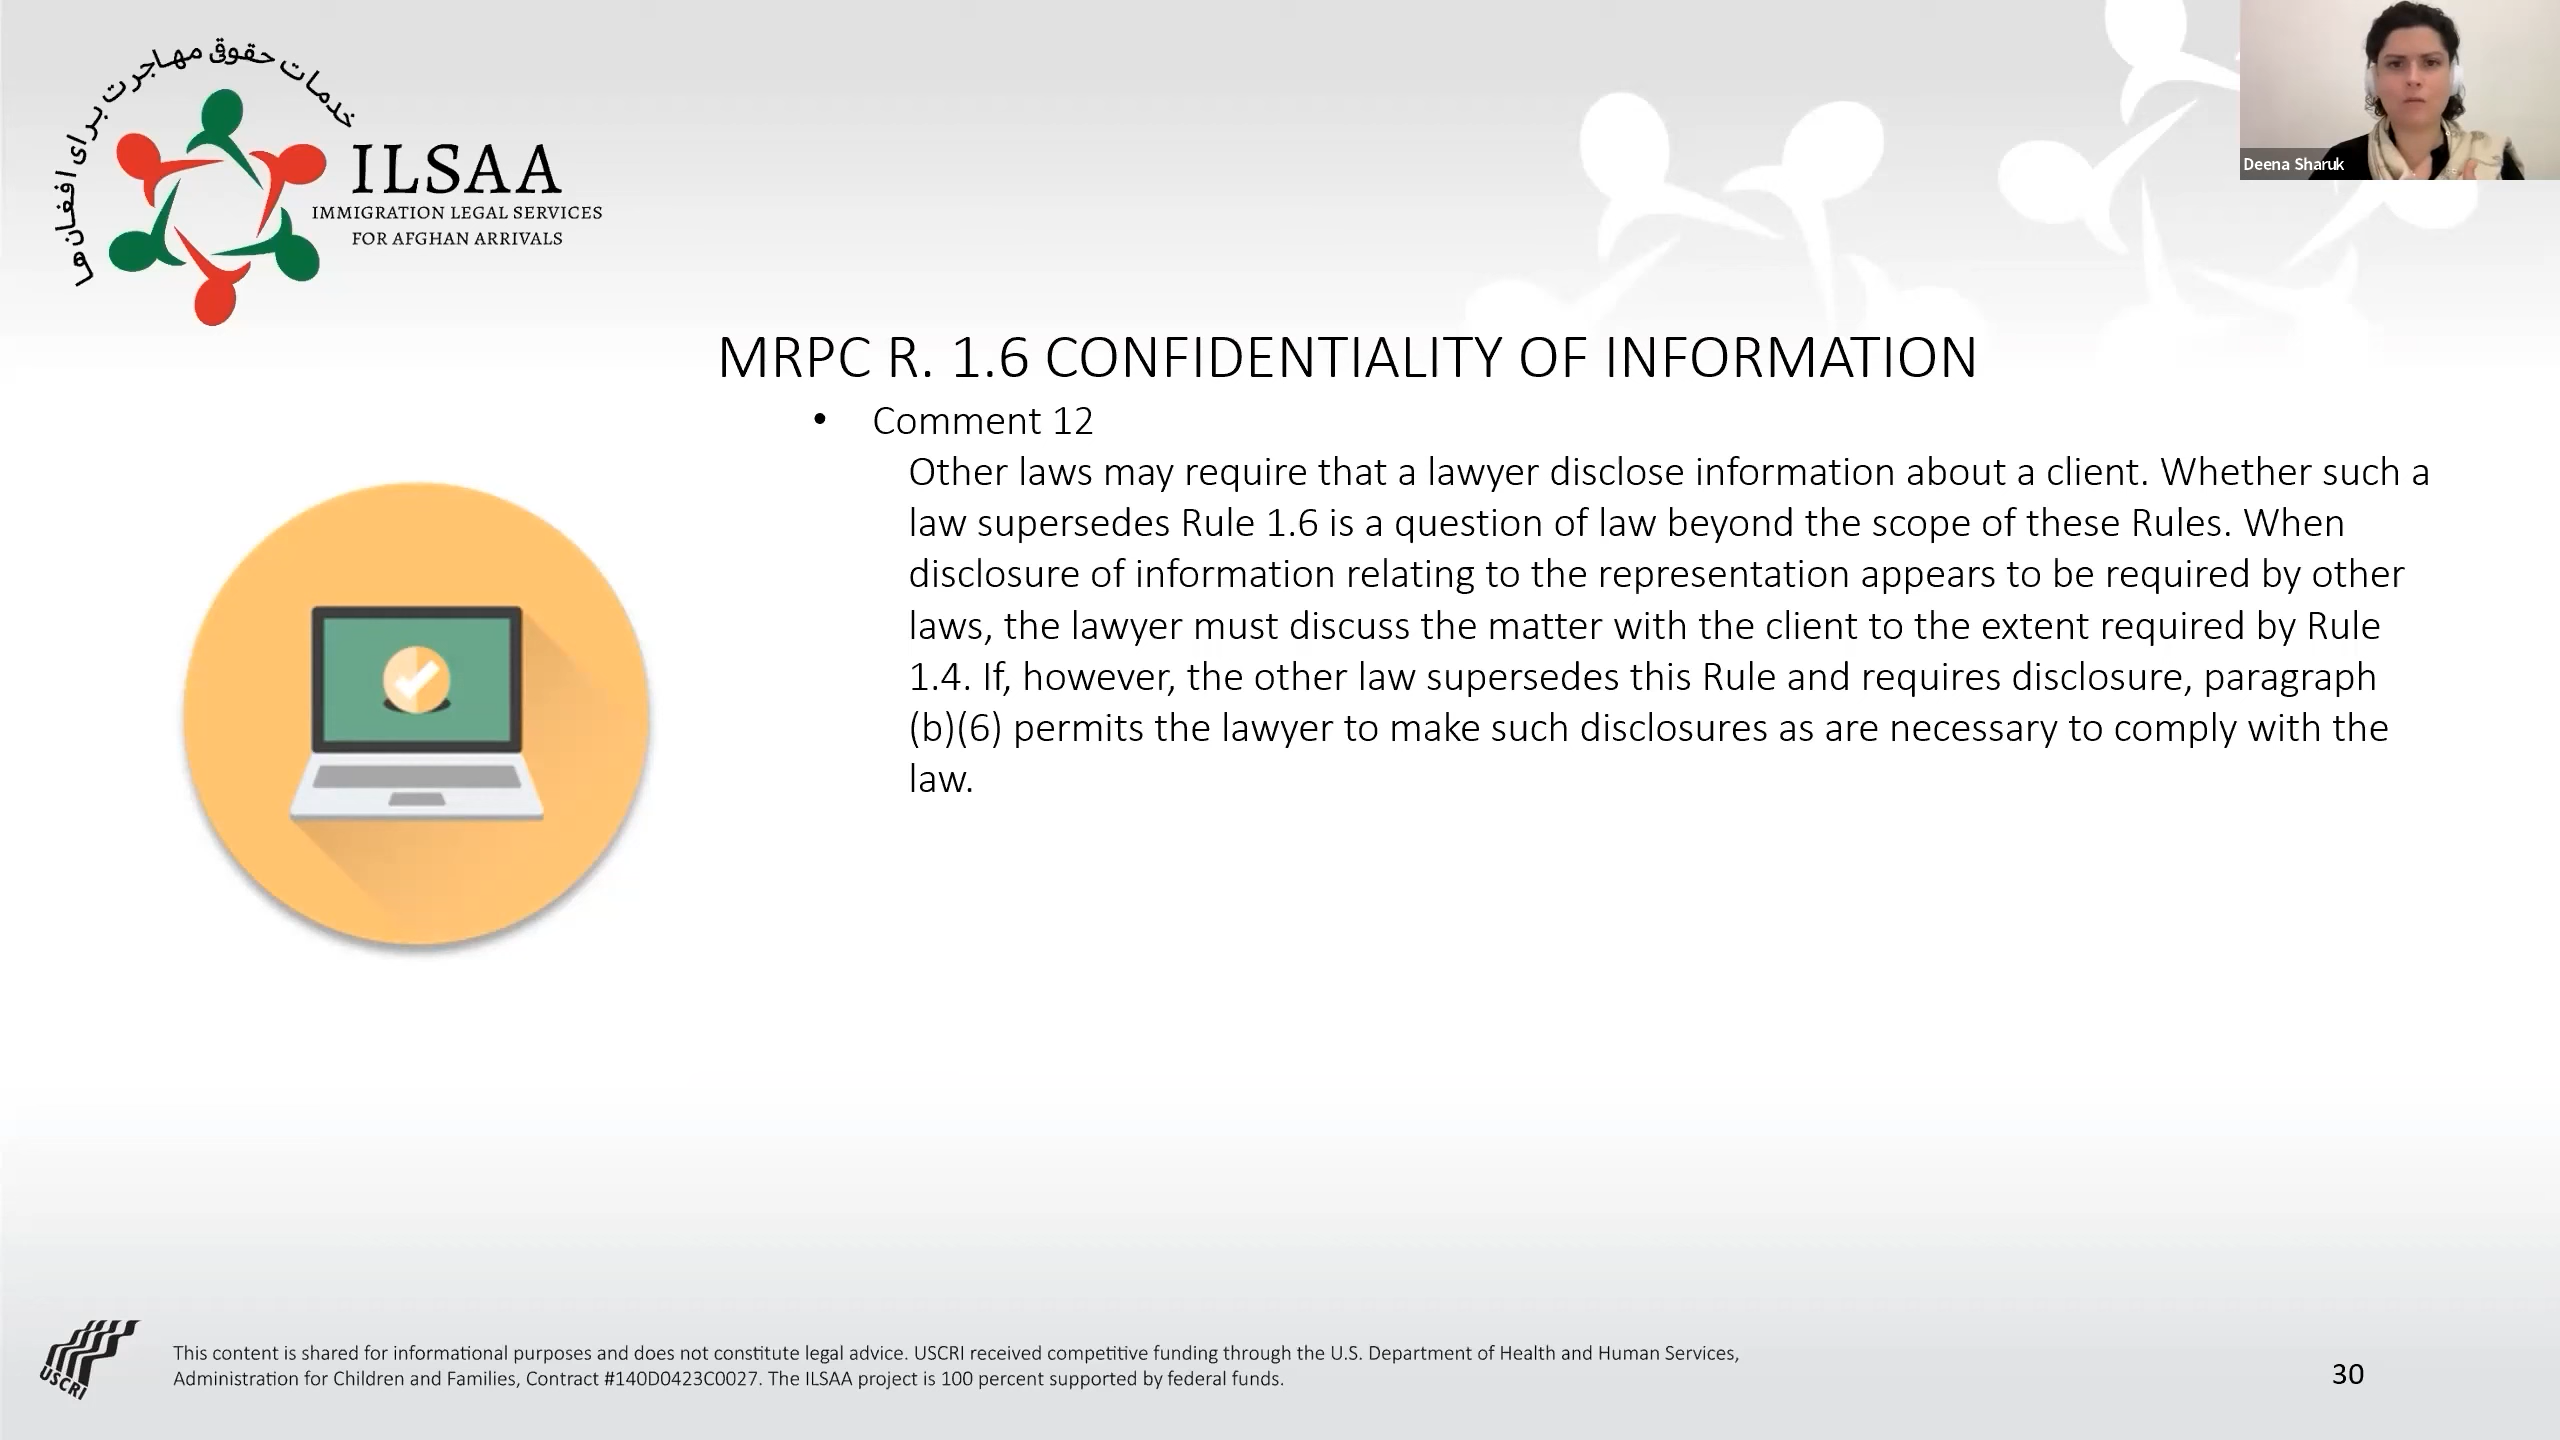 خدمات حقوقی مهاجرت برای افغان‌ها
ILSAA
IMMIGRATION LEGAL SERVICES
FOR AFGHAN ARRIVALS
Deena Sharuk
MRPC R. 1.6 CONFIDENTIALITY OF INFORMATION
• Comment 12
Other laws may require that a lawyer disclose information about a client. Whether such a
law supersedes Rule 1.6 is a question of law beyond the scope of these Rules. When
disclosure of information relating to the representation appears to be required by other
laws, the lawyer must discuss the matter with the client to the extent required by Rule
1.4. If, however, the other law supersedes this Rule and requires disclosure, paragraph
(b)(6) permits the lawyer to make such disclosures as are necessary to comply with the
law.
USCRI
This content is shared for informational purposes and does not constitute legal advice. USCRI received competitive funding through the U.S. Department of Health and Human Services,
Administration for Children and Families, Contract #140D0423C0027. The ILSAA project is 100 percent supported by federal funds.
30